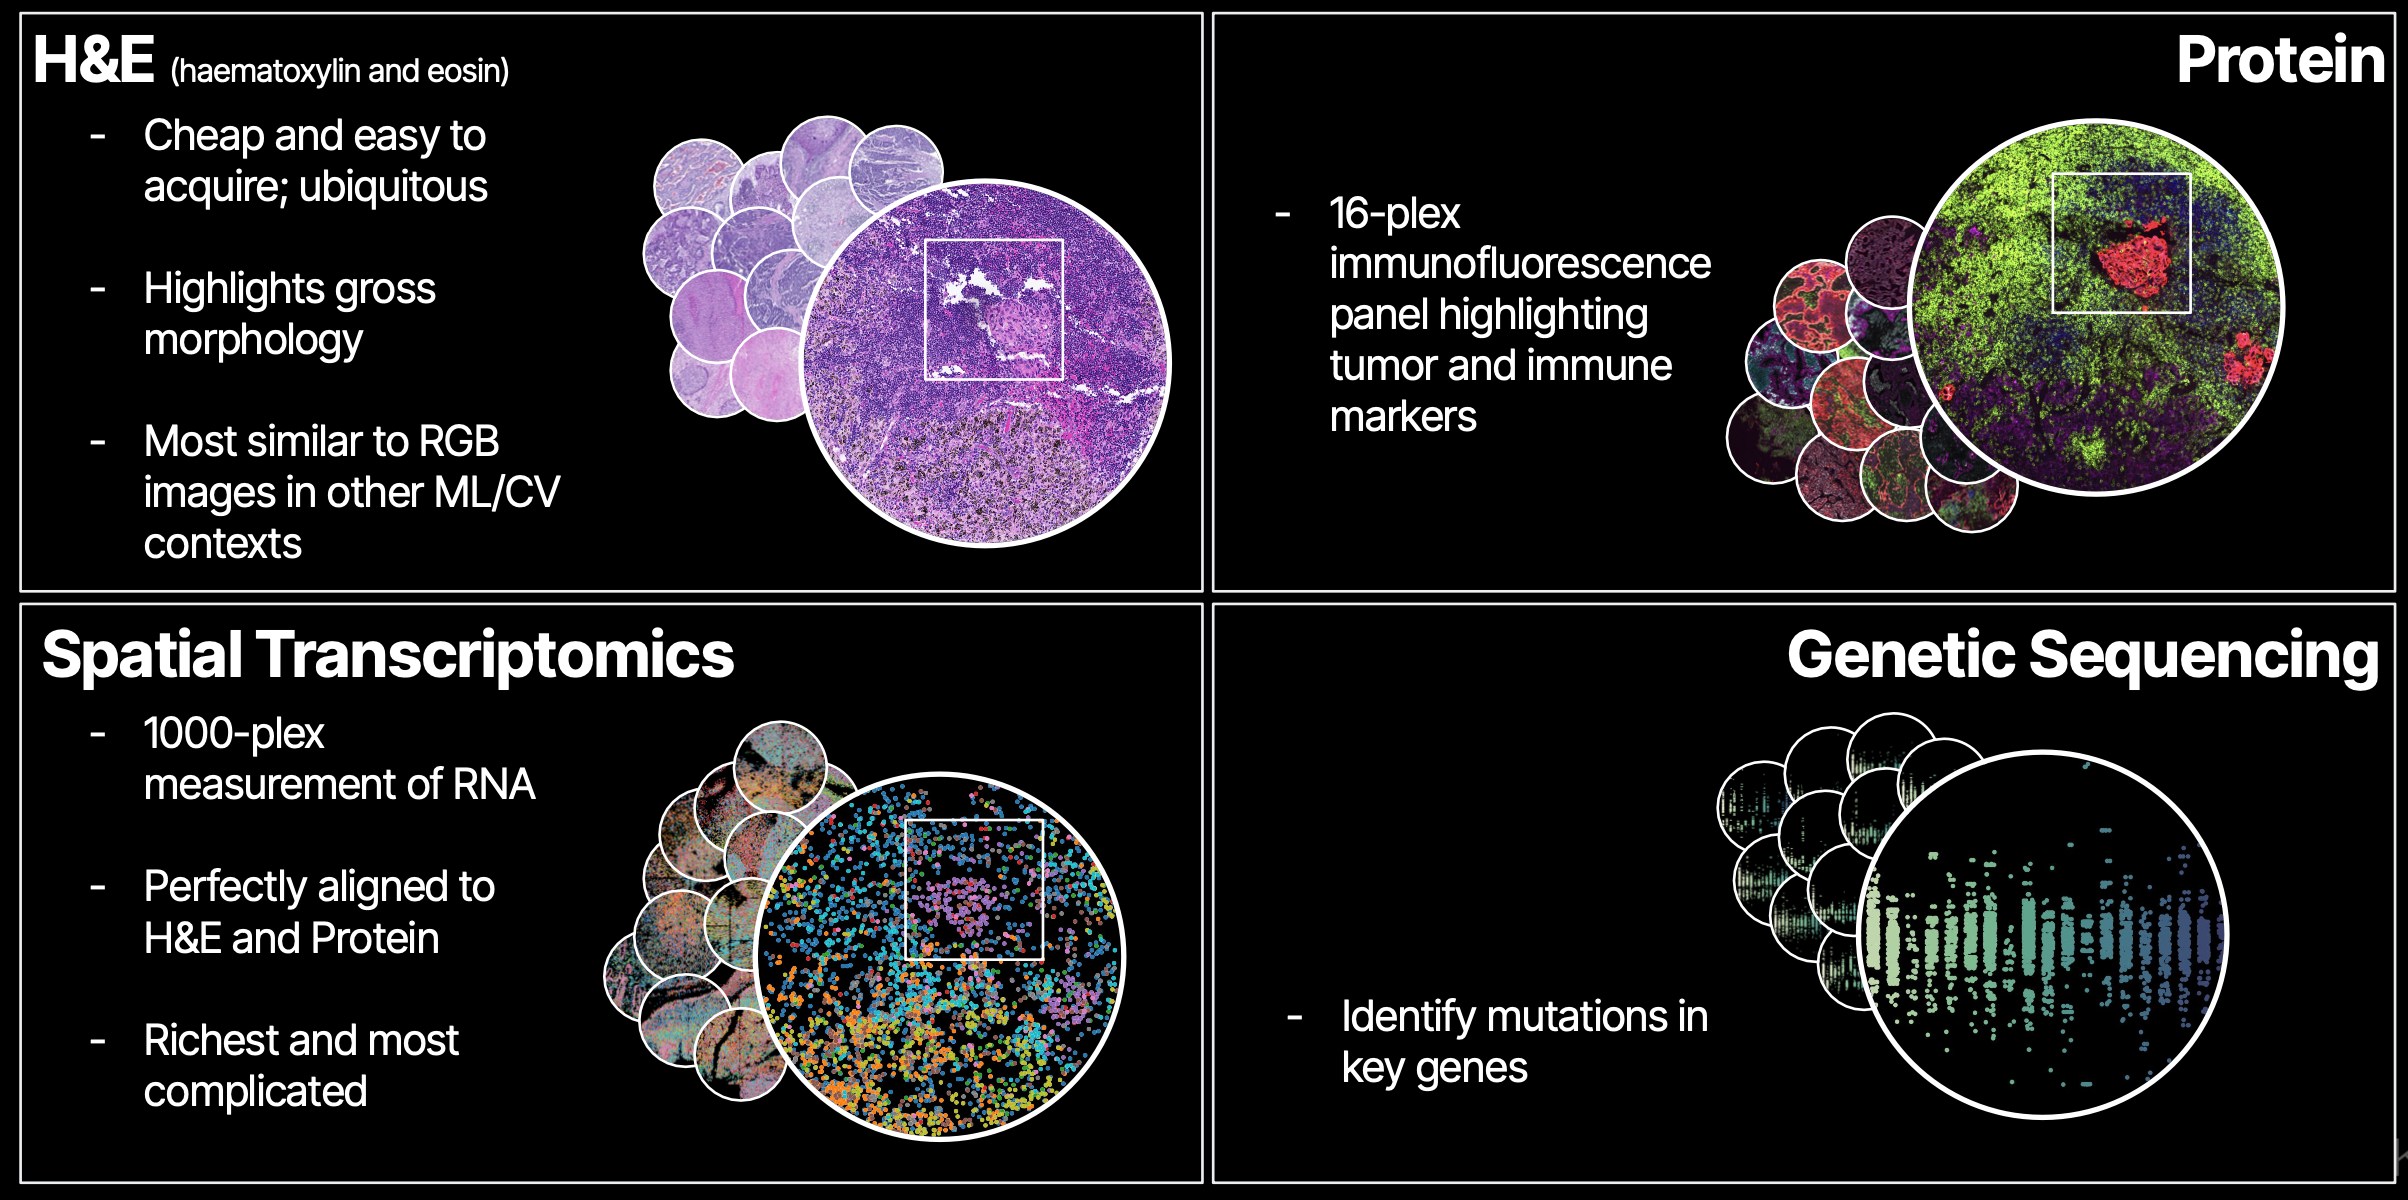 H&E (haematoxylin and eosin)
- Cheap and easy to
acquire; ubiquitous
- Highlights gross
morphology
- Most similar to RGB
images in other ML/CV
contexts
Protein
- 16-plex
immunofluorescence
panel highlighting
tumor and immune
markers
Spatial Transcriptomics
- 1000-plex
measurement of RNA
- Perfectly aligned to
H&E and Protein
- Richest and most
complicated
Genetic Sequencing
- Identify mutations in
key genes